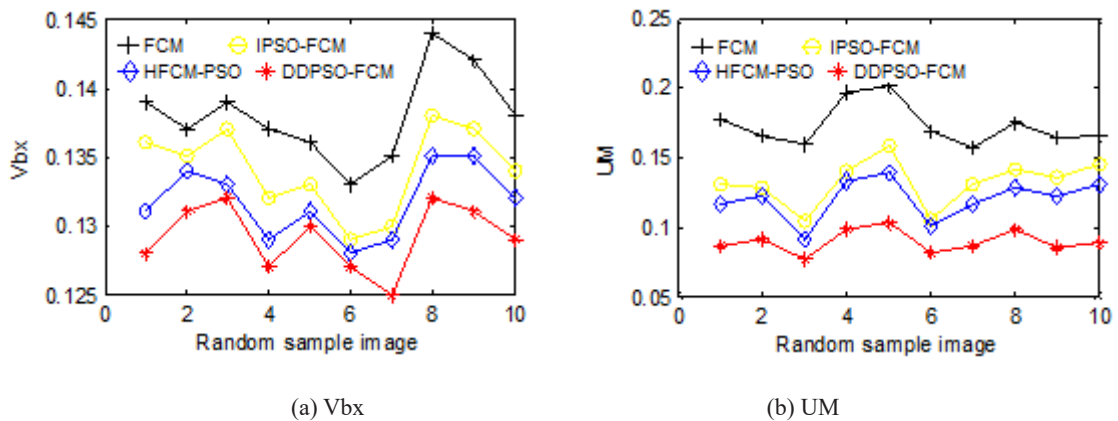 0.145
0.14
0.135
0.13
0.125
Vbx
FCM
IPSO-FCM
HFCM-PSO
DDPSO-FCM
0 2 4 6 8 10
Random sample image
(a) Vbx
0.25
0.2
0.15
0.1
0.05
UM
FCM
IPSO-FCM
HFCM-PSO
DDPSO-FCM
0 2 4 6 8 10
Random sample image
(b) UM